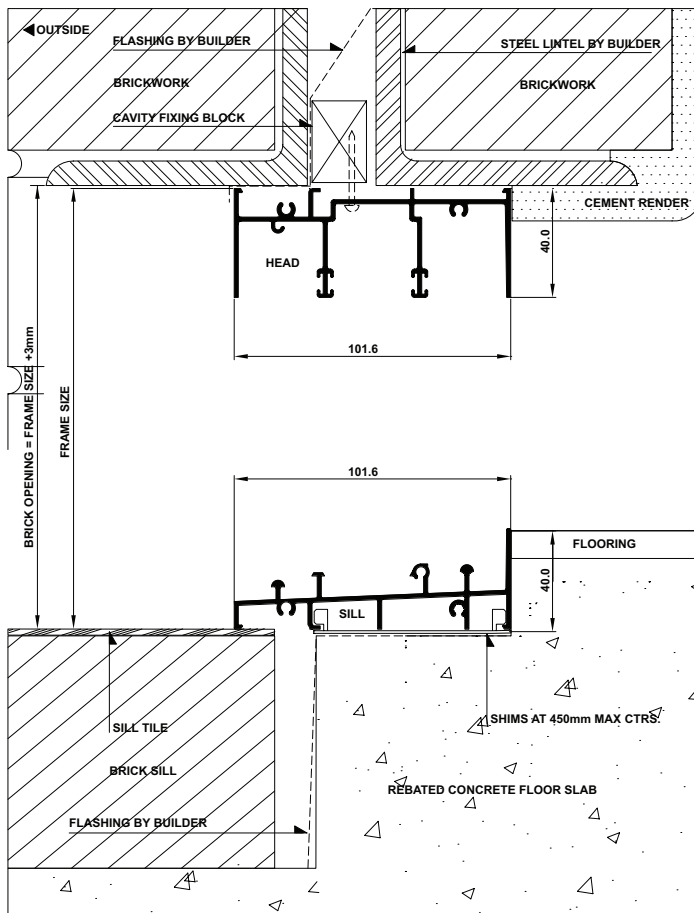 OUTSIDE
FLASHING BY BUILDER
STEEL LINTEL BY BUILDER
BRICKWORK
BRICKWORK
CAVITY FIXING BLOCK
CEMENT RENDER
HEAD
40.0
101.6
BRICK OPENING = FRAME SIZE +3mm
FRAME SIZE
101.6
FLOORING
40.0
SILL
SILL TILE
SHIMS AT 450mm MAX CTRS.
BRICK SILL
REBATED CONCRETE FLOOR SLAB
FLASHING BY BUILDER